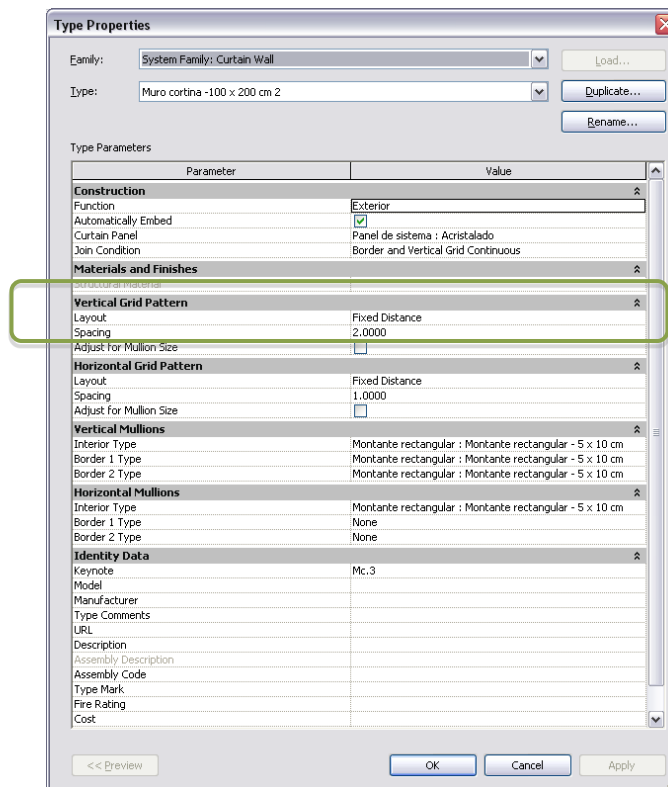 Type Properties
Family: System Family: Curtain Wall Load...
Type: Muro cortina -100 x 200 cm 2 Duplicate...
Rename...
Type Parameters
Parameter Value
Construction
Function Exterior
Automatically Embed
Curtain Panel Panel de sistema : Acristalado
Join Condition Border and Vertical Grid Continuous
Materials and Finishes
Structural Material
Vertical Grid Pattern
Layout Fixed Distance
Spacing 2.0000
Adjust for Mullion Size
Horizontal Grid Pattern
Layout Fixed Distance
Spacing 1.0000
Adjust for Mullion Size
Vertical Mullions
Interior Type Montante rectangular : Montante rectangular - 5 x 10 cm
Border 1 Type Montante rectangular : Montante rectangular - 5 x 10 cm
Border 2 Type Montante rectangular : Montante rectangular - 5 x 10 cm
Horizontal Mullions
Interior Type Montante rectangular : Montante rectangular - 5 x 10 cm
Border 1 Type None
Border 2 Type None
Identity Data
Keynote Mc.3
Model
Manufacturer
Type Comments
URL
Description
Assembly Description
Assembly Code
Type Mark
Fire Rating
Cost
<< Preview OK Cancel Apply